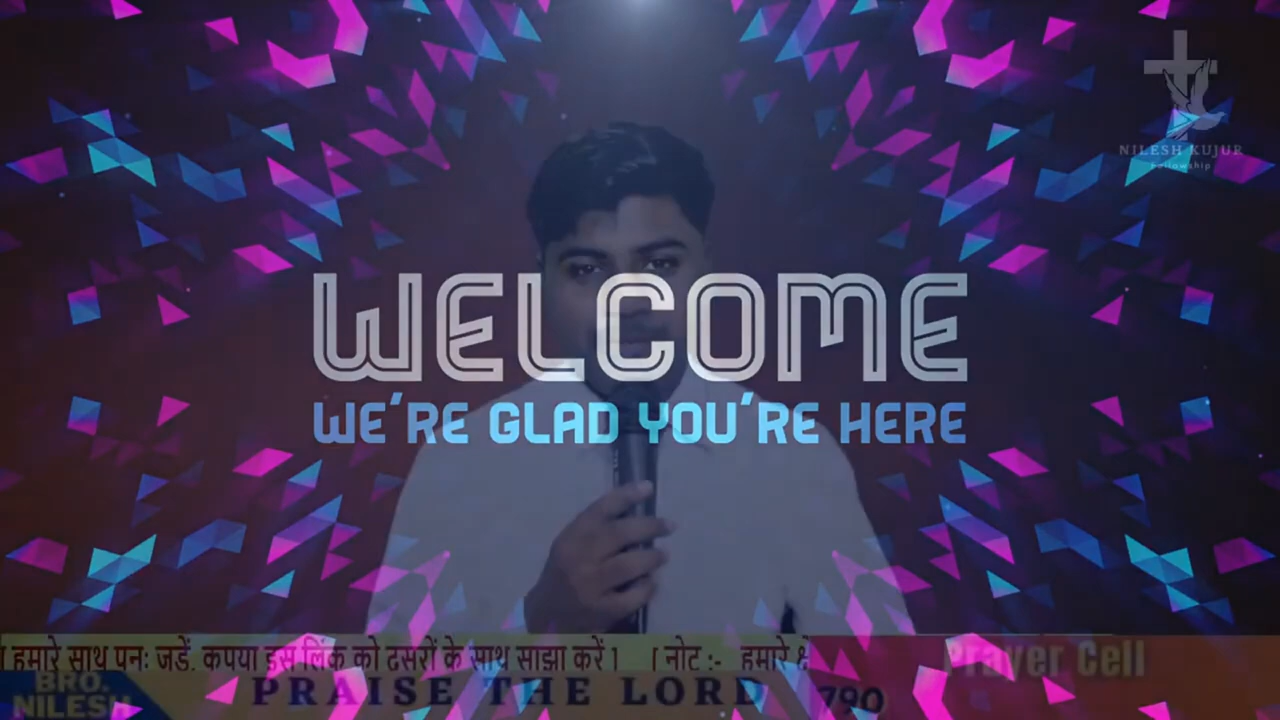 NILESH KUJUR
Fellowship
WELCOME
WE'RE GLAD YOU'RE HERE
हमारे साथ पुनः जुड़ें. कृपया इस लिंक को दूसरों के साथ साझा करें ] [ नोट :- हमारे
Prayer Cell
BRO.
NILESH
PRAISE THE LORD
790